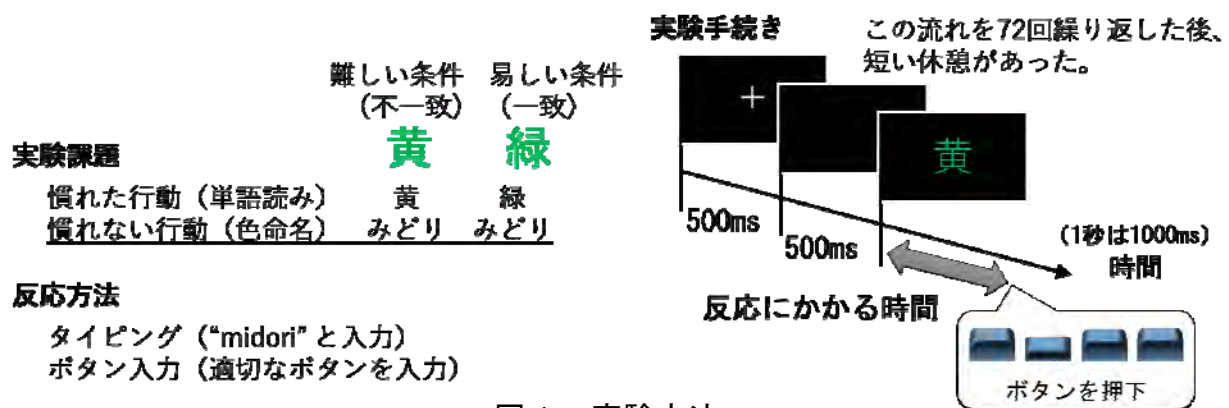 難しい条件 易しい条件
(不一致) (一致)
黄 緑
実験課題
慣れた行動（単語読み） 黄 緑
慣れない行動（色命名） みどり みどり
反応方法
タイピング（“midori” と入力）
ボタン入力（適切なボタンを入力）
実験手続き
この流れを72回繰り返した後、
短い休憩があった。
+
黄
500ms
500ms
(1秒は1000ms)
時間
反応にかかる時間
ボタンを押下